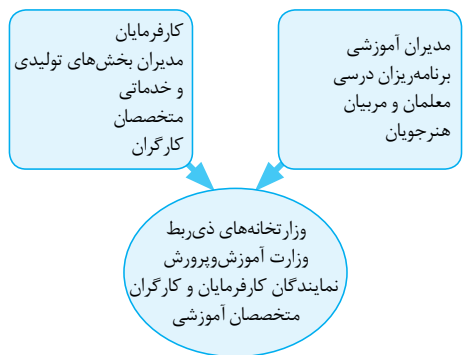 مدیران آموزشی
برنامه‌ریزان درسی
معلمان و مربیان
هنرجویان
کارفرمایان
مدیران بخش‌های تولیدی
و خدماتی
متخصصان
کارگران
وزارتخانه‌های ذی‌ربط
وزارت آموزش‌وپرورش
نمایندگان کارفرمایان و کارگران
متخصصان آموزشی